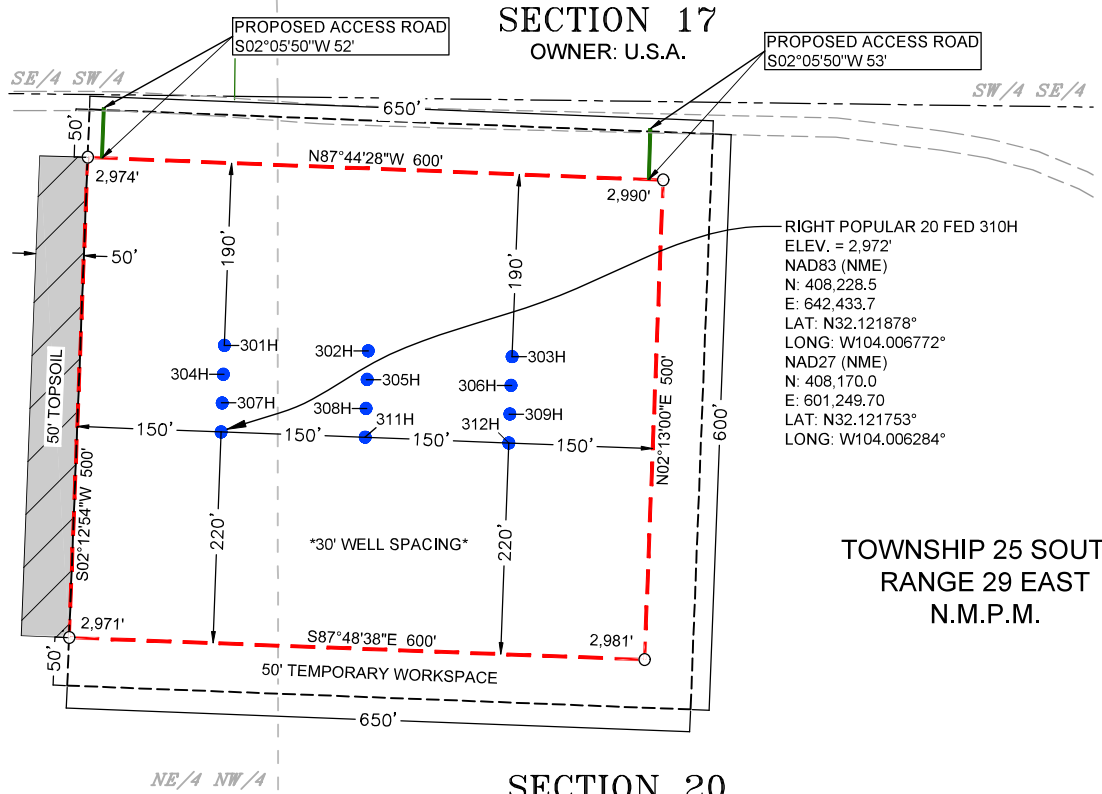 SECTION 17
OWNER: U.S.A.
PROPOSED ACCESS ROAD
S02°05'50"W 52'
PROPOSED ACCESS ROAD
S02°05'50"W 53'
SE/4 SW/4
SW/4 SE/4
650'
50'
N87°44'28"W 600'
2,974'
2,990'
50'
190'
190'
RIGHT POPULAR 20 FED 310H
ELEV. = 2,972'
NAD83 (NME)
N: 408,228.5
E: 642,433.7
LAT: N32.121878°
LONG: W104.006772°
NAD27 (NME)
N: 408,170.0
E: 601,249.70
LAT: N32.121753°
LONG: W104.006284°
301H
302H
303H
304H
305H
306H
307H
308H
309H
311H
312H
150'
150'
150'
150'
50' TOPSOIL
S02°12'54"W 500'
N02°13'00"E 500'
600'
220'
220'
*30' WELL SPACING*
TOWNSHIP 25 SOUT
RANGE 29 EAST
N.M.P.M.
2,971'
S87°48'38"E 600'
2,981'
50'
50' TEMPORARY WORKSPACE
650'
NE/4 NW/4
SECTION 20